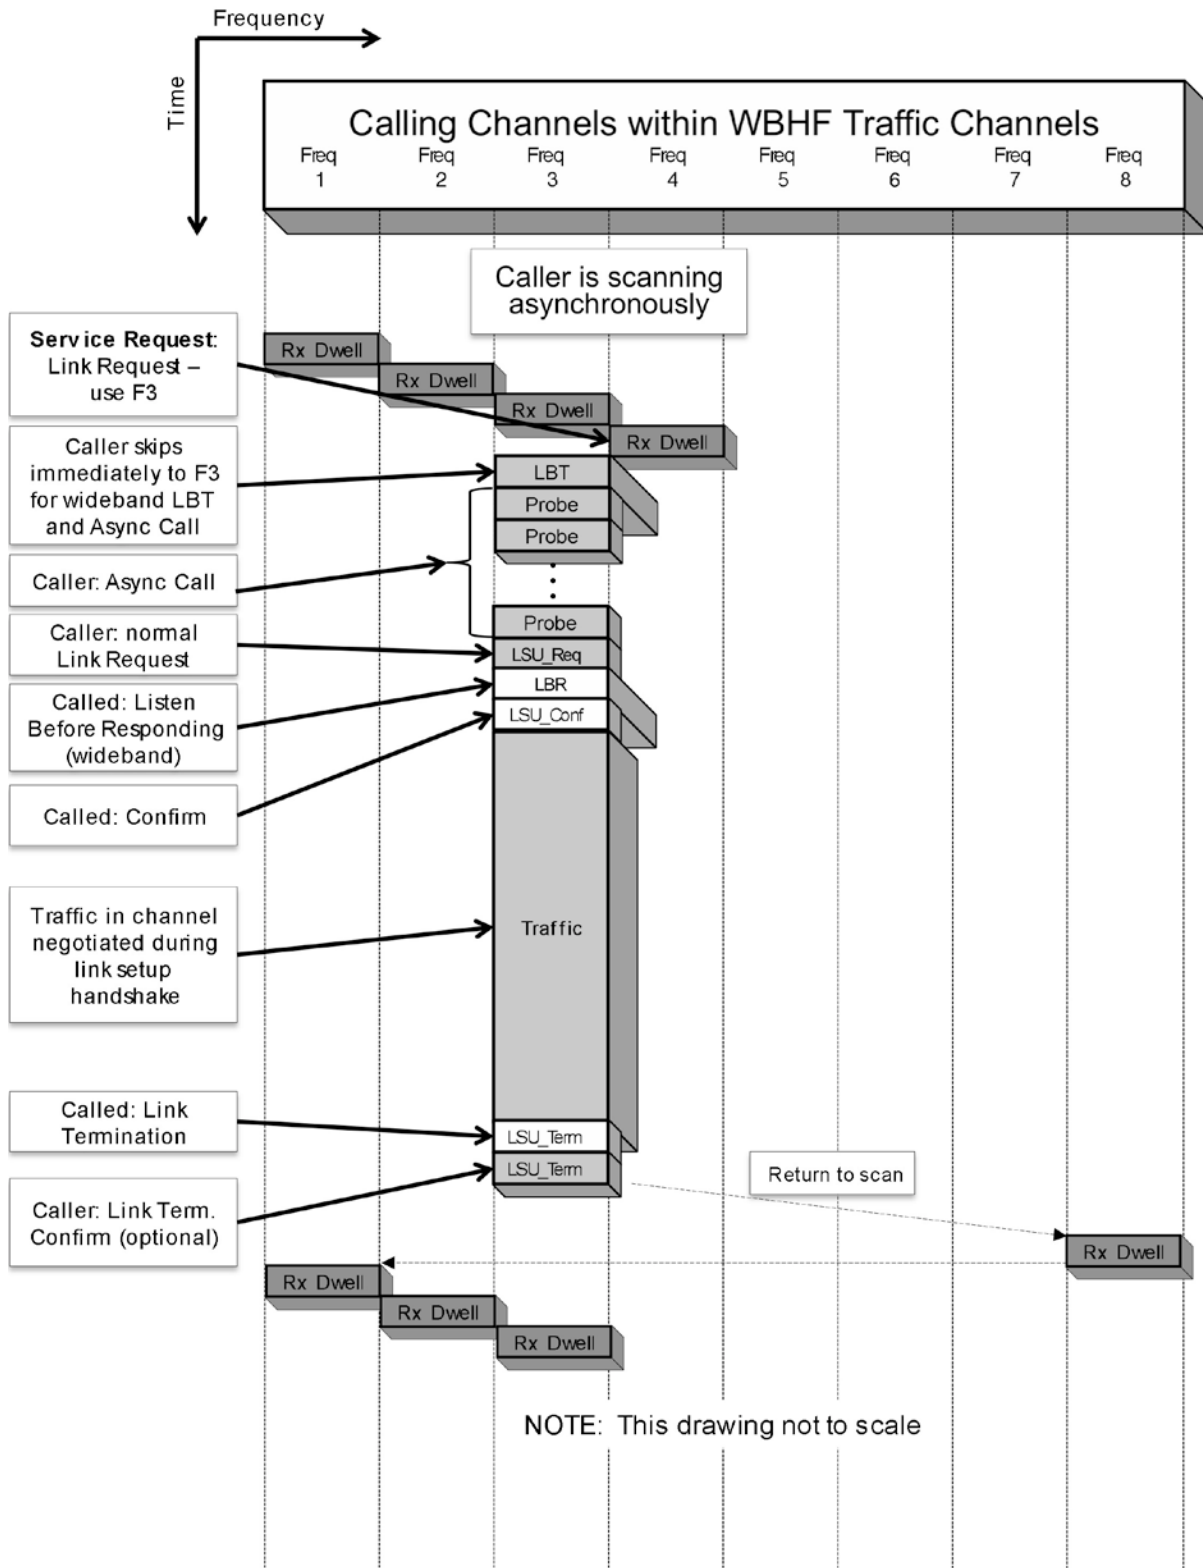 Frequency
Time
Calling Channels within WBHF Traffic Channels
Freq Freq Freq Freq Freq Freq Freq Freq
1 2 3 4 5 6 7 8
Caller is scanning
asynchronously
Service Request:
Link Request –
use F3
Rx Dwell
Rx Dwell
Rx Dwell
Rx Dwell
Caller skips
immediately to F3
for wideband LBT
and Async Call
LBT
Probe
Probe
Caller: Async Call
Probe
Caller: normal
Link Request
LSU_Req
Called: Listen
Before Responding
(wideband)
LBR
LSU_Conf
Called: Confirm
Traffic in channel
negotiated during
link setup
handshake
Traffic
Called: Link
Termination
LSU_Term
LSU_Term
Return to scan
Caller: Link Term.
Confirm (optional)
Rx Dwell
Rx Dwell
Rx Dwell
Rx Dwell
NOTE: This drawing not to scale